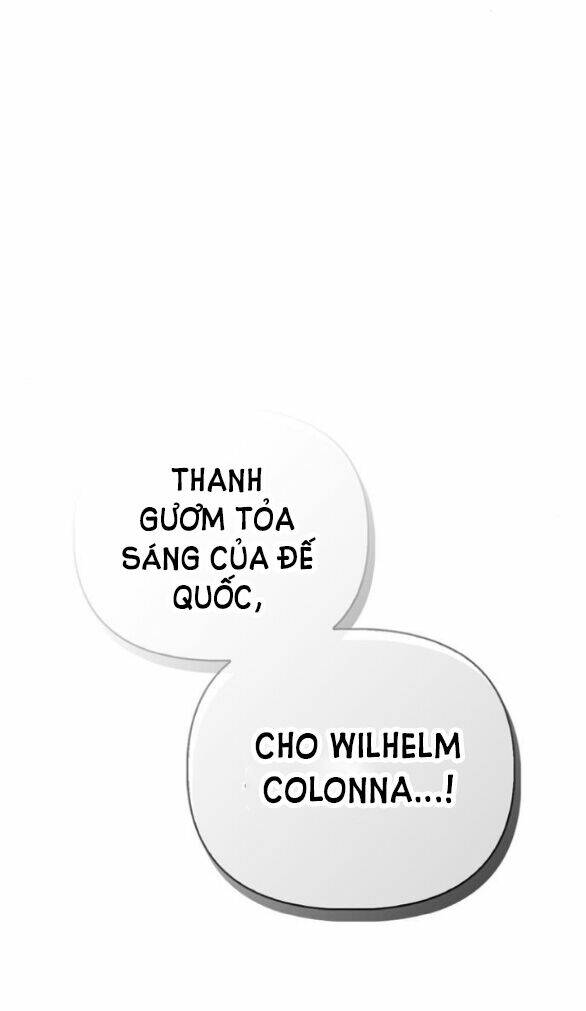 THANH
GƯƠM TỎA
SÁNG CỦA ĐẾ
QUỐC,
CHO WILHELM
COLONNA...!